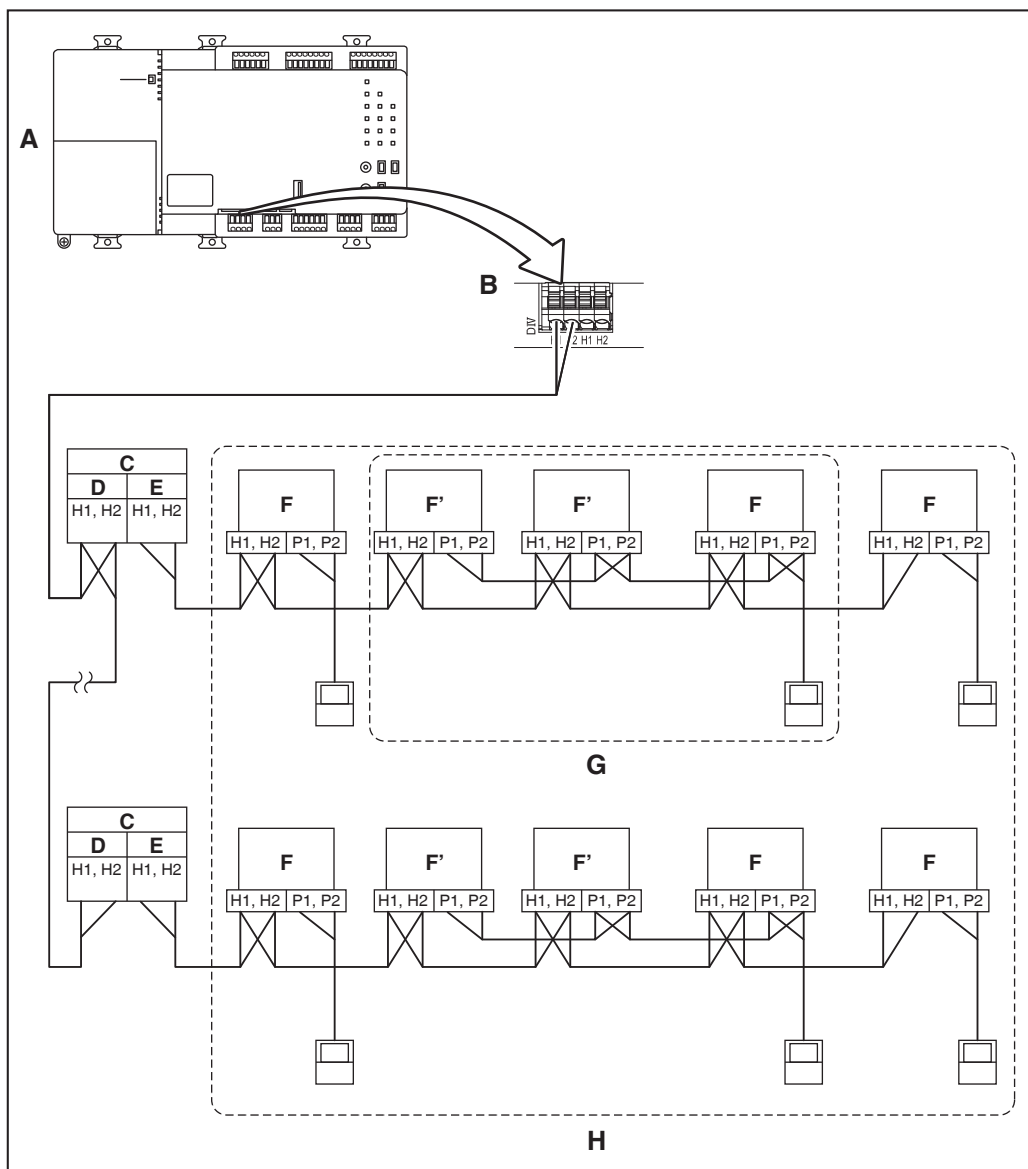 A
B
DIV
2 H1 H2
C
D E
H1, H2 H1, H2
F F' F' F F
H1, H2 P1, P2 H1, H2 P1, P2 H1, H2 P1, P2 H1, H2 P1, P2 H1, H2 P1, P2
G
C
D E
H1, H2 H1, H2
F F' F' F F
H1, H2 P1, P2 H1, H2 P1, P2 H1, H2 P1, P2 H1, H2 P1, P2 H1, H2 P1, P2
H